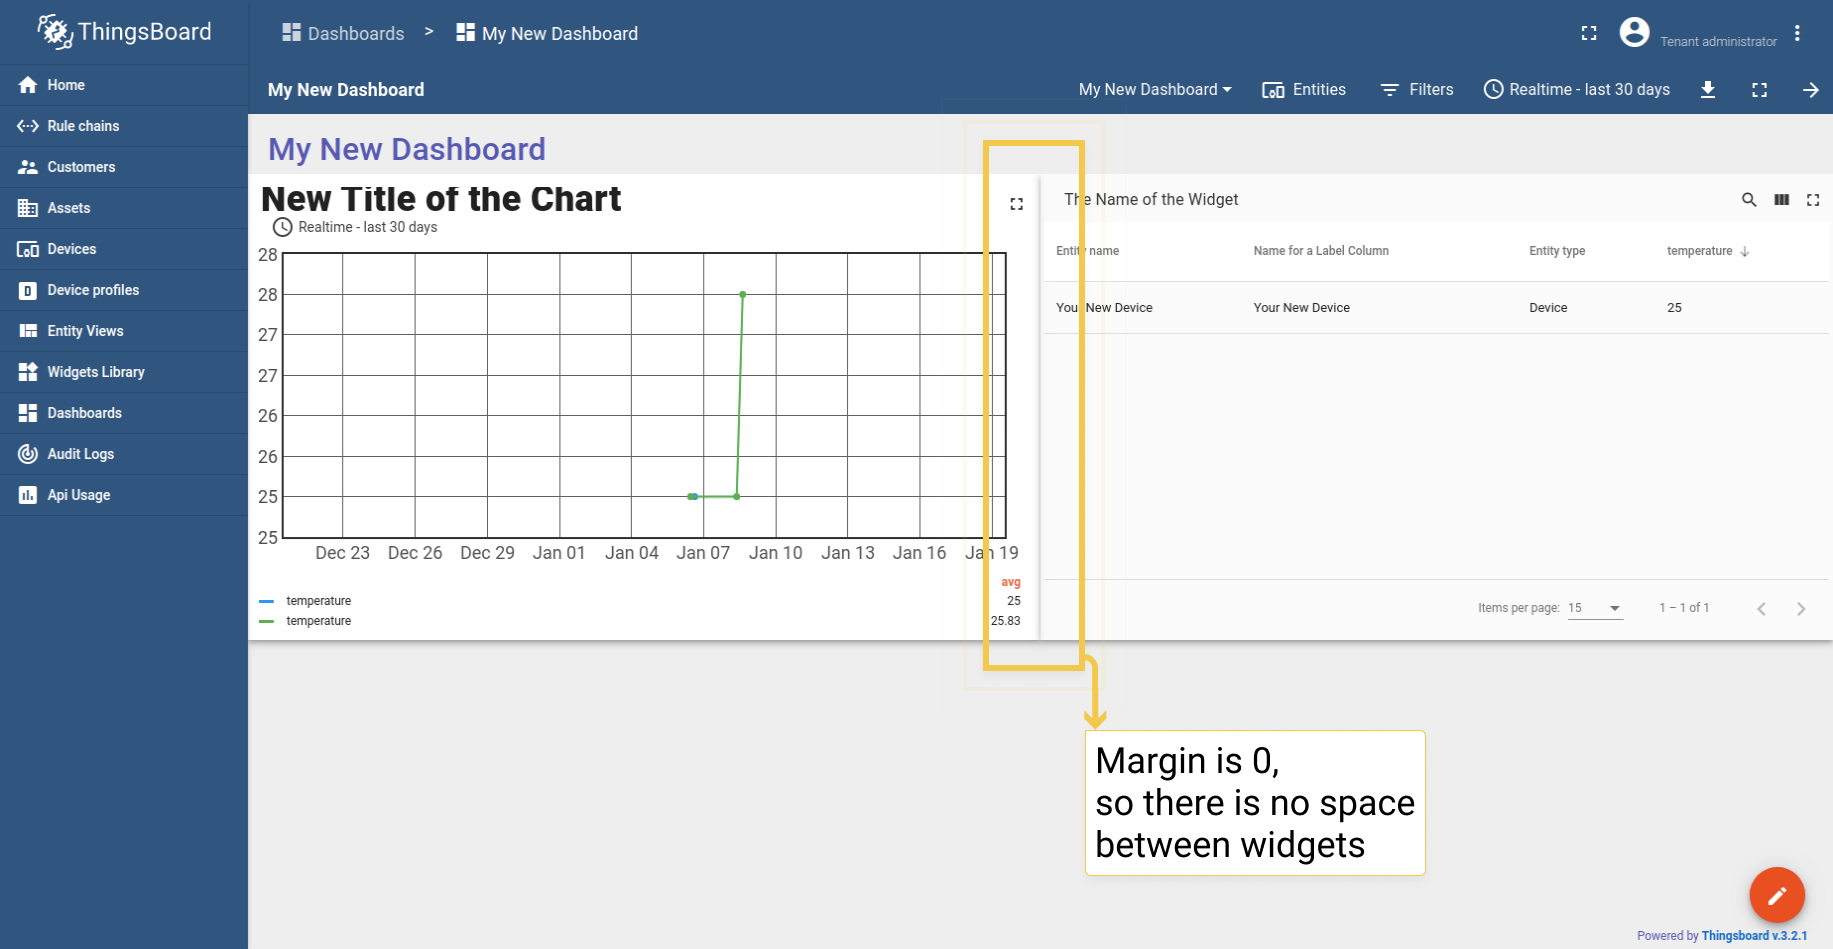 ThingsBoard
Dashboards > My New Dashboard
Tenant administrator
Home
Rule chains
Customers
Assets
Devices
Device profiles
Entity Views
Widgets Library
Dashboards
Audit Logs
Api Usage
My New Dashboard
My New Dashboard
Entities
Filters
Realtime - last 30 days
My New Dashboard
New Title of the Chart
Realtime - last 30 days
28
28
27
27
26
26
25
25
Dec 23 Dec 26 Dec 29 Jan 01 Jan 04 Jan 07 Jan 10 Jan 13 Jan 16 Jan 19
avg
temperature 25
temperature 25.83
The Name of the Widget
Entity name Name for a Label Column Entity type temperature
Your New Device Your New Device Device 25
Items per page: 15 1 – 1 of 1
Margin is 0,
so there is no space
between widgets
Powered by Thingsboard v.3.2.1